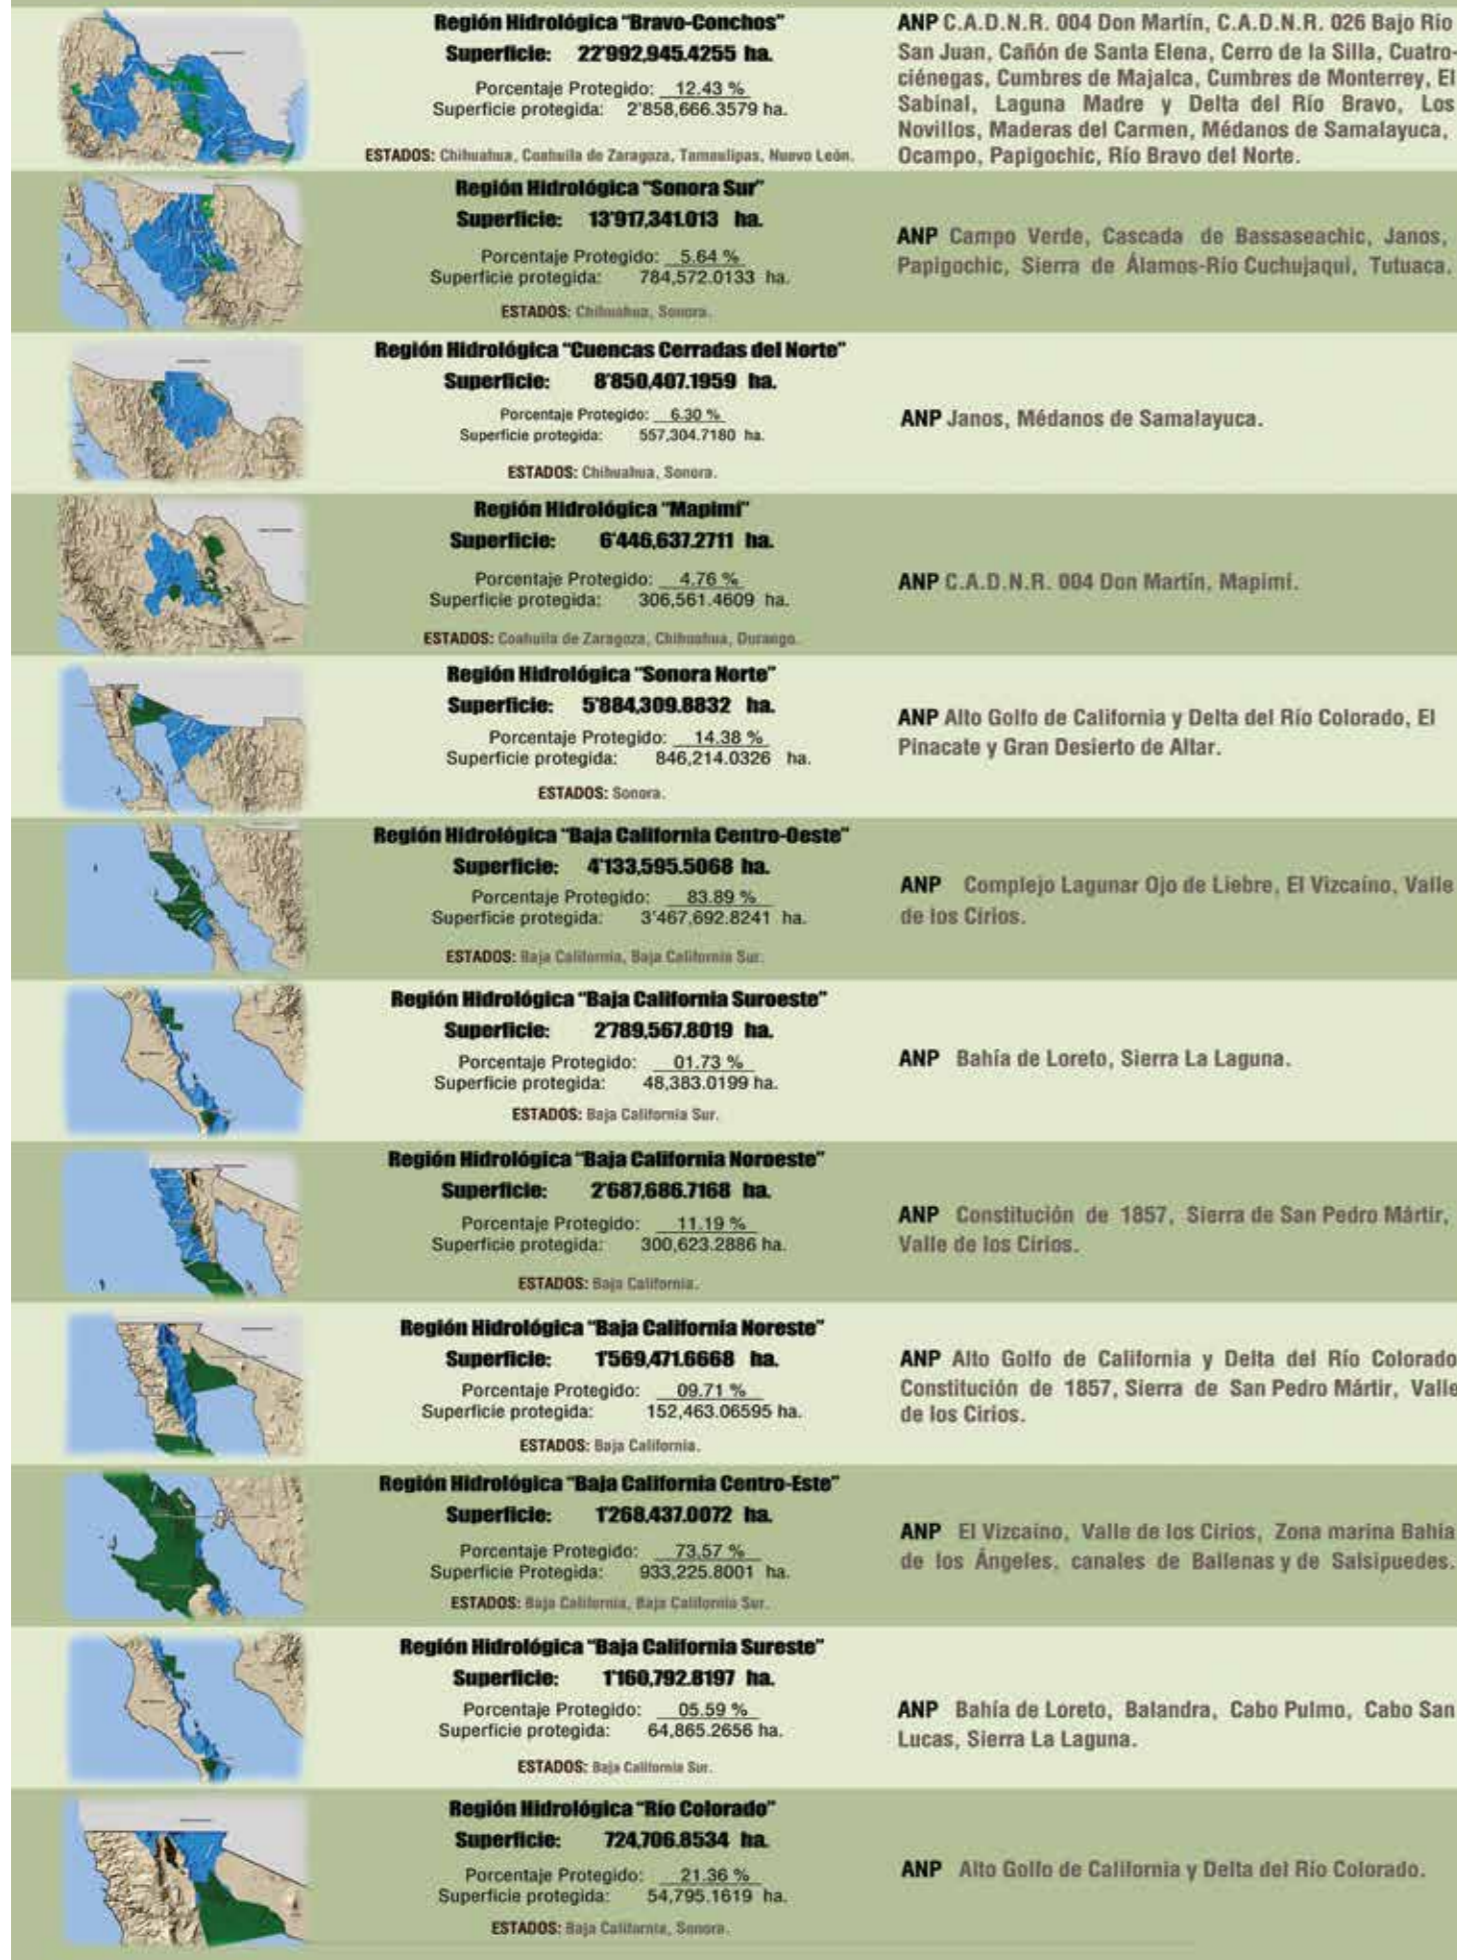 Región Hidrológica “Bravo-Conchos”
Superficie: 22'992,945.4255 ha.
Porcentaje Protegido: 12.43 %
Superficie protegida: 2'858,666.3579 ha.
ESTADOS: Chihuahua, Coahuila de Zaragoza, Tamaulipas, Nuevo León.
ANP C.A.D.N.R. 004 Don Martín, C.A.D.N.R. 026 Bajo Río
San Juan, Cañón de Santa Elena, Cerro de la Silla, Cuatro-
ciénegas, Cumbres de Majalca, Cumbres de Monterrey, El
Sabinal, Laguna Madre y Delta del Río Bravo, Los
Novillos, Maderas del Carmen, Médanos de Samalayuca,
Ocampo, Papigochic, Río Bravo del Norte.
Región Hidrológica “Sonora Sur”
Superficie: 13'917,341.013 ha.
Porcentaje Protegido: 5.64 %
Superficie protegida: 784,572.0133 ha.
ESTADOS: Chihuahua, Sonora.
ANP Campo Verde, Cascada de Bassaseachic, Janos,
Papigochic, Sierra de Álamos-Río Cuchujaqui, Tutuaca.
Región Hidrológica “Cuencas Cerradas del Norte”
Superficie: 8'850,407.1959 ha.
Porcentaje Protegido: 6.30 %
Superficie protegida: 557,304.7180 ha.
ESTADOS: Chihuahua, Sonora.
ANP Janos, Médanos de Samalayuca.
Región Hidrológica “Mapimí”
Superficie: 6'446,637.2711 ha.
Porcentaje Protegido: 4.76 %
Superficie protegida: 306,561.4609 ha.
ESTADOS: Coahuila de Zaragoza, Chihuahua, Durango.
ANP C.A.D.N.R. 004 Don Martín, Mapimí.
Región Hidrológica “Sonora Norte”
Superficie: 5'884,309.8832 ha.
Porcentaje Protegido: 14.38 %
Superficie protegida: 846,214.0326 ha.
ESTADOS: Sonora.
ANP Alto Golfo de California y Delta del Río Colorado, El
Pinacate y Gran Desierto de Altar.
Región Hidrológica “Baja California Centro-Oeste”
Superficie: 4'133,595.5068 ha.
Porcentaje Protegido: 83.89 %
Superficie protegida: 3'467,692.8241 ha.
ESTADOS: Baja California, Baja California Sur.
ANP Complejo Lagunar Ojo de Liebre, El Vizcaíno, Valle
de los Círios.
Región Hidrológica “Baja California Suroeste”
Superficie: 2'789,567.8019 ha.
Porcentaje Protegido: 01.73 %
Superficie protegida: 48,383.0199 ha.
ESTADOS: Baja California Sur.
ANP Bahía de Loreto, Sierra La Laguna.
Región Hidrológica “Baja California Noroeste”
Superficie: 2'687,686.7168 ha.
Porcentaje Protegido: 11.19 %
Superficie protegida: 300,623.2886 ha.
ESTADOS: Baja California.
ANP Constitución de 1857, Sierra de San Pedro Mártir,
Valle de los Cirios.
Región Hidrológica “Baja California Noreste”
Superficie: 1'569,471.6668 ha.
Porcentaje Protegido: 09.71 %
Superficie protegida: 152,463.06595 ha.
ESTADOS: Baja California.
ANP Alto Golfo de California y Delta del Río Colorado
Constitución de 1857, Sierra de San Pedro Mártir, Valle
de los Cirios.
Región Hidrológica “Baja California Centro-Este”
Superficie: 1'268,437.0072 ha.
Porcentaje Protegido: 73.57 %
Superficie Protegida: 933,225.8001 ha.
ESTADOS: Baja California, Baja California Sur.
ANP El Vizcaíno, Valle de los Cirios, Zona marina Bahía
de los Ángeles, canales de Ballenas y de Salsipuedes.
Región Hidrológica “Baja California Sureste”
Superficie: 1'160,792.8197 ha.
Porcentaje Protegido: 05.59 %
Superficie protegida: 64,865.2656 ha.
ESTADOS: Baja California Sur.
ANP Bahía de Loreto, Balandra, Cabo Pulmo, Cabo San
Lucas, Sierra La Laguna.
Región Hidrológica “Río Colorado”
Superficie: 724,706.8534 ha.
Porcentaje Protegido: 21.36 %
Superficie protegida: 54,795.1619 ha.
ESTADOS: Baja California, Sonora.
ANP Alto Golfo de California y Delta del Río Colorado.